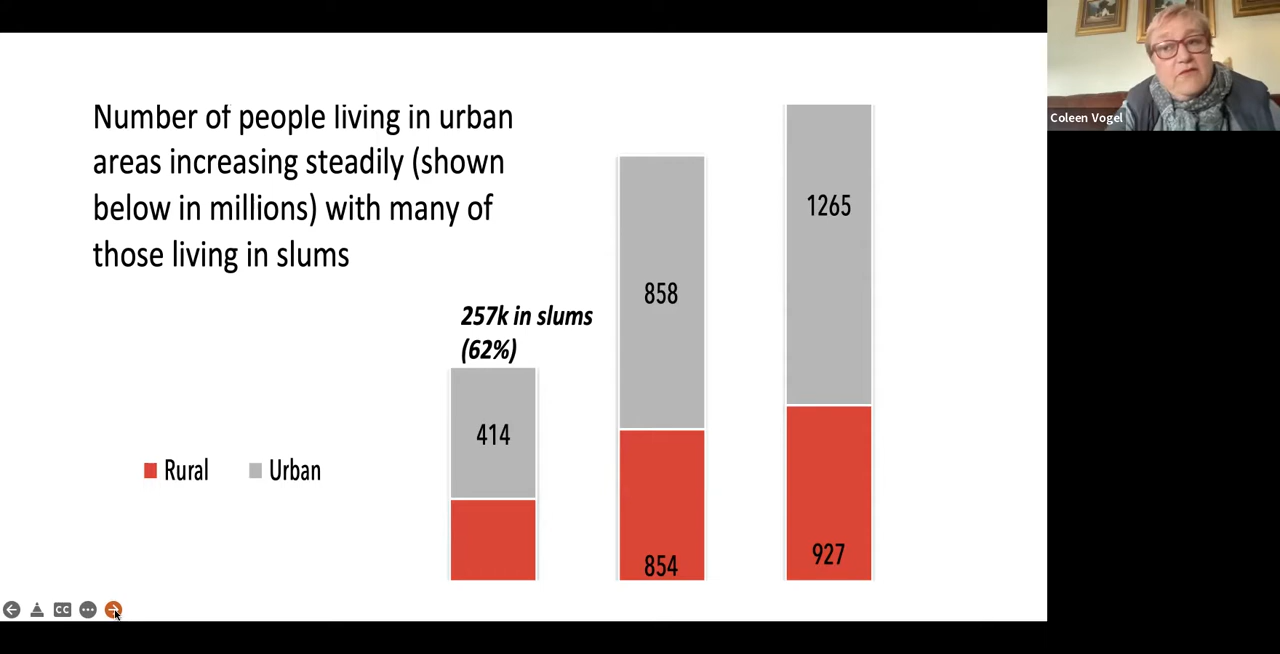 Number of people living in urban
areas increasing steadily (shown
below in millions) with many of
those living in slums
257k in slums
(62%)
414
858
1265
854
927
Rural
Urban
CC
Coleen Vogel